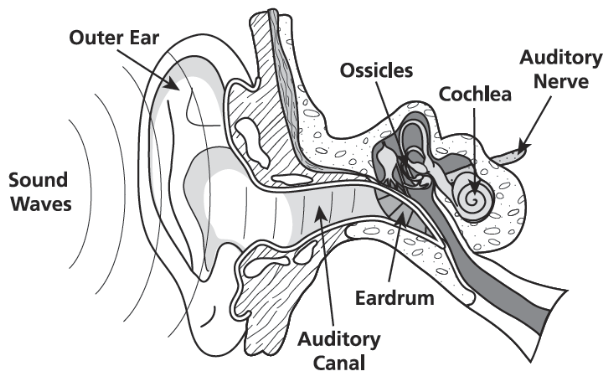 Outer Ear
Ossicles
Auditory
Nerve
Cochlea
Sound
Waves
Eardrum
Auditory
Canal